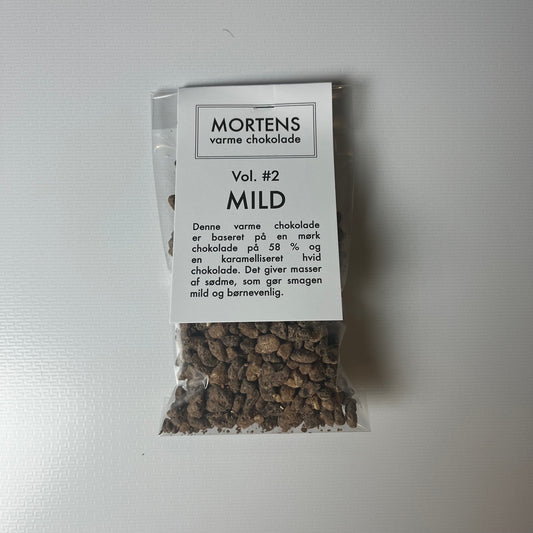 MORTENS
varme chokolade
Vol. #2
MILD
Denne varme chokolade
er baseret på en mørk
chokolade på 58 % og
en karamelliseret hvid
chokolade. Det giver masser
af sødme, som gør smagen
mild og børnevenlig.